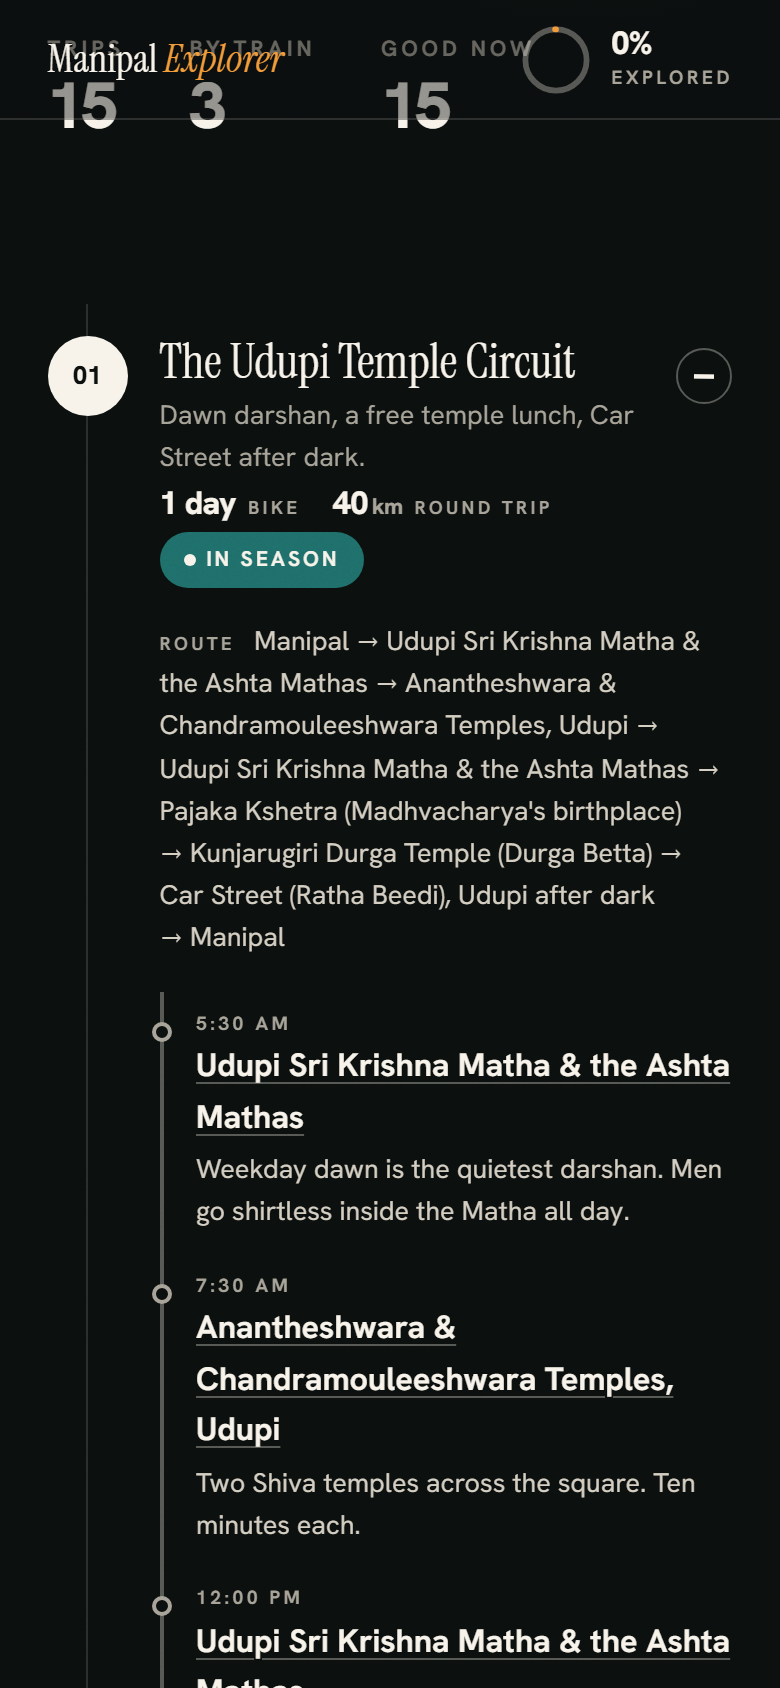 TRIPS BY TRAIN GOOD NOW
Manipal Explorer
0%
EXPLORED
15 3 15
01
The Udupi Temple Circuit
Dawn darshan, a free temple lunch, Car
Street after dark.
1 day BIKE 40 km ROUND TRIP
IN SEASON
ROUTE Manipal → Udupi Sri Krishna Matha &
the Ashta Mathas → Anantheshwara &
Chandramouleeshwara Temples, Udupi →
Udupi Sri Krishna Matha & the Ashta Mathas →
Pajaka Kshetra (Madhvacharya's birthplace)
→ Kunjarugiri Durga Temple (Durga Betta) →
Car Street (Ratha Beedi), Udupi after dark
→ Manipal
5:30 AM
Udupi Sri Krishna Matha & the Ashta
Mathas
Weekday dawn is the quietest darshan. Men
go shirtless inside the Matha all day.
7:30 AM
Anantheshwara &
Chandramouleeshwara Temples,
Udupi
Two Shiva temples across the square. Ten
minutes each.
12:00 PM
Udupi Sri Krishna Matha & the Ashta
Mathas